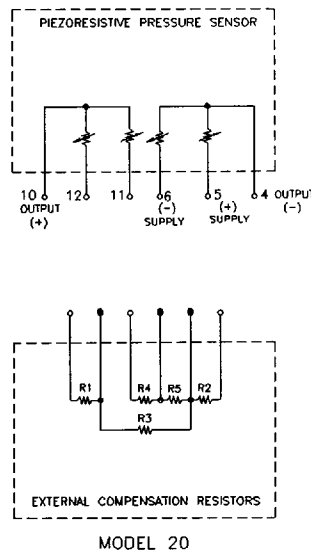 PIEZORESISTIVE PRESSURE SENSOR
10 12 11 6 5 4 OUTPUT
OUTPUT (-) (+) (-)
(+) SUPPLY SUPPLY
R1 R4 R5 R2
R3
EXTERNAL COMPENSATION RESISTORS
MODEL 20